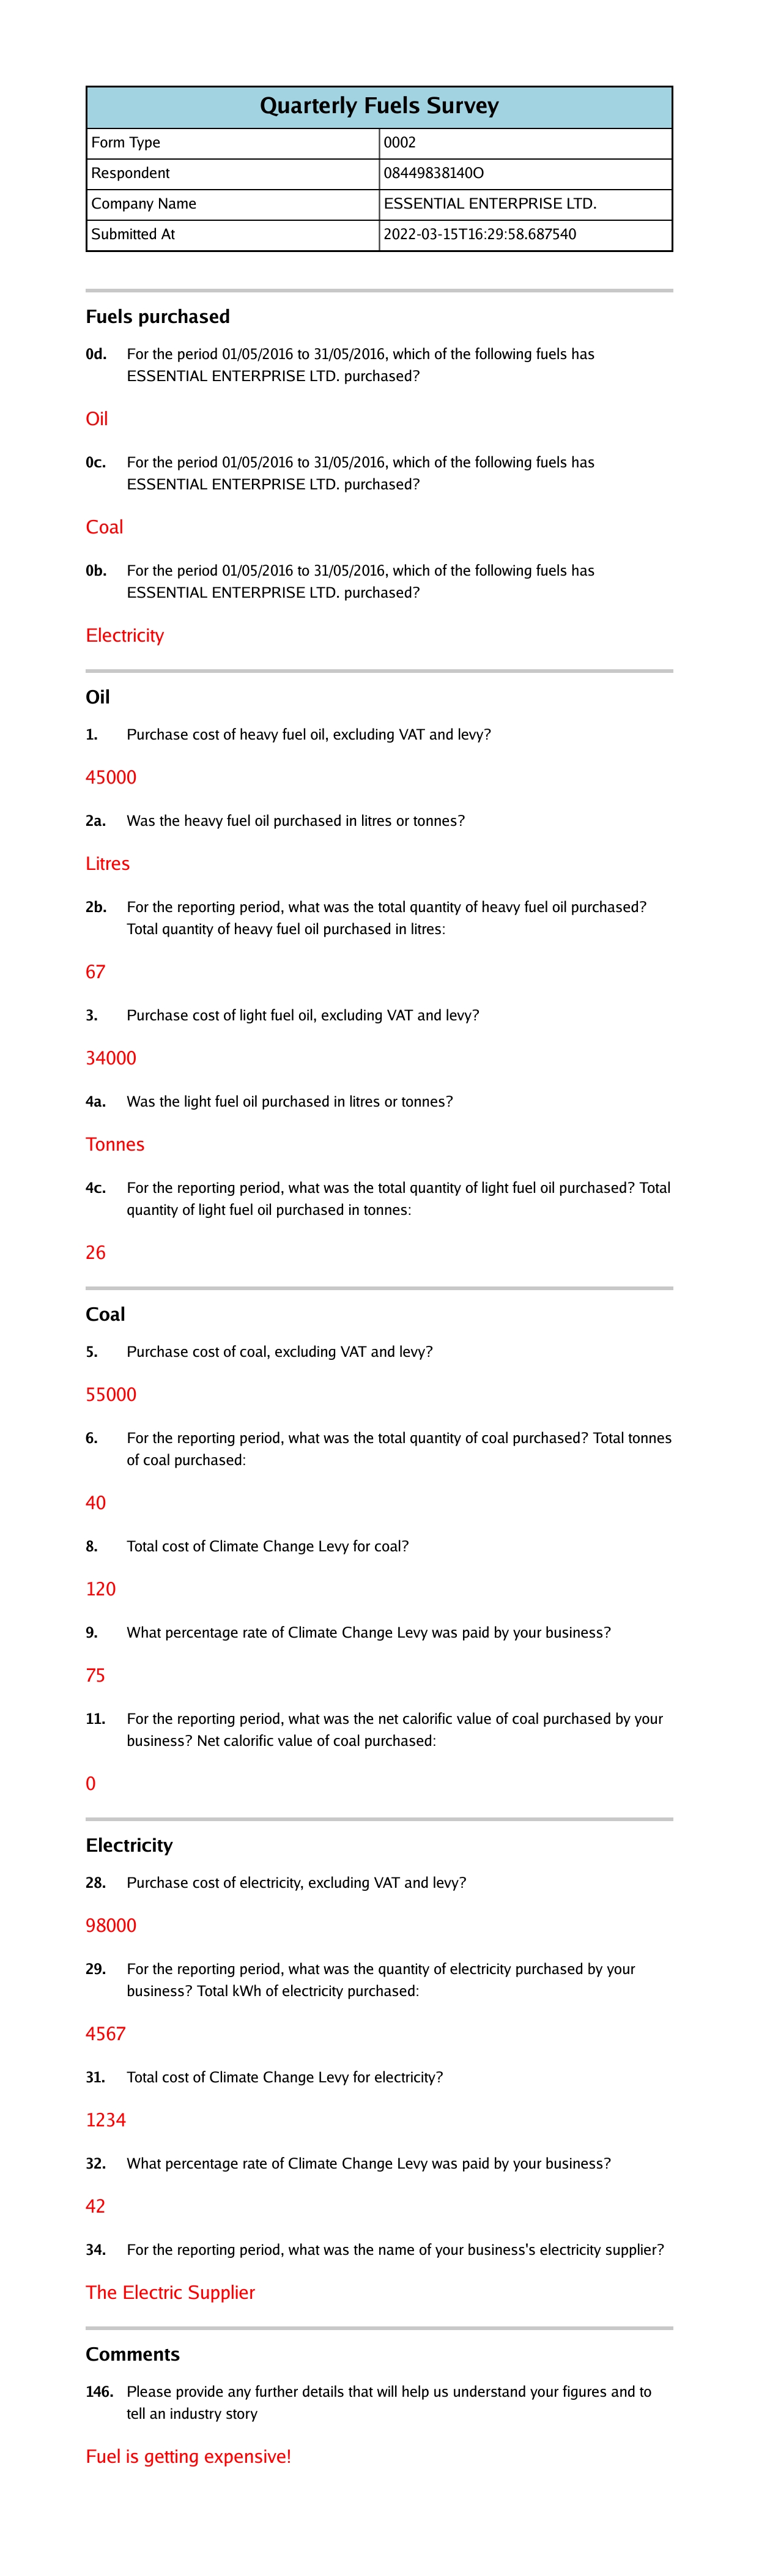 Quarterly Fuels Survey
Form Type 0002
Respondent 08449838140O
Company Name ESSENTIAL ENTERPRISE LTD.
Submitted At 2022-03-15T16:29:58.687540
Fuels purchased
0d. For the period 01/05/2016 to 31/05/2016, which of the following fuels has
ESSENTIAL ENTERPRISE LTD. purchased?
Oil
0c. For the period 01/05/2016 to 31/05/2016, which of the following fuels has
ESSENTIAL ENTERPRISE LTD. purchased?
Coal
0b. For the period 01/05/2016 to 31/05/2016, which of the following fuels has
ESSENTIAL ENTERPRISE LTD. purchased?
Electricity
Oil
1. Purchase cost of heavy fuel oil, excluding VAT and levy?
45000
2a. Was the heavy fuel oil purchased in litres or tonnes?
Litres
2b. For the reporting period, what was the total quantity of heavy fuel oil purchased?
Total quantity of heavy fuel oil purchased in litres:
67
3. Purchase cost of light fuel oil, excluding VAT and levy?
34000
4a. Was the light fuel oil purchased in litres or tonnes?
Tonnes
4c. For the reporting period, what was the total quantity of light fuel oil purchased? Total
quantity of light fuel oil purchased in tonnes:
26
Coal
5. Purchase cost of coal, excluding VAT and levy?
55000
6. For the reporting period, what was the total quantity of coal purchased? Total tonnes
of coal purchased:
40
8. Total cost of Climate Change Levy for coal?
120
9. What percentage rate of Climate Change Levy was paid by your business?
75
11. For the reporting period, what was the net calorific value of coal purchased by your
business? Net calorific value of coal purchased:
0
Electricity
28. Purchase cost of electricity, excluding VAT and levy?
98000
29. For the reporting period, what was the quantity of electricity purchased by your
business? Total kWh of electricity purchased:
4567
31. Total cost of Climate Change Levy for electricity?
1234
32. What percentage rate of Climate Change Levy was paid by your business?
42
34. For the reporting period, what was the name of your business's electricity supplier?
The Electric Supplier
Comments
146. Please provide any further details that will help us understand your figures and to
tell an industry story
Fuel is getting expensive!